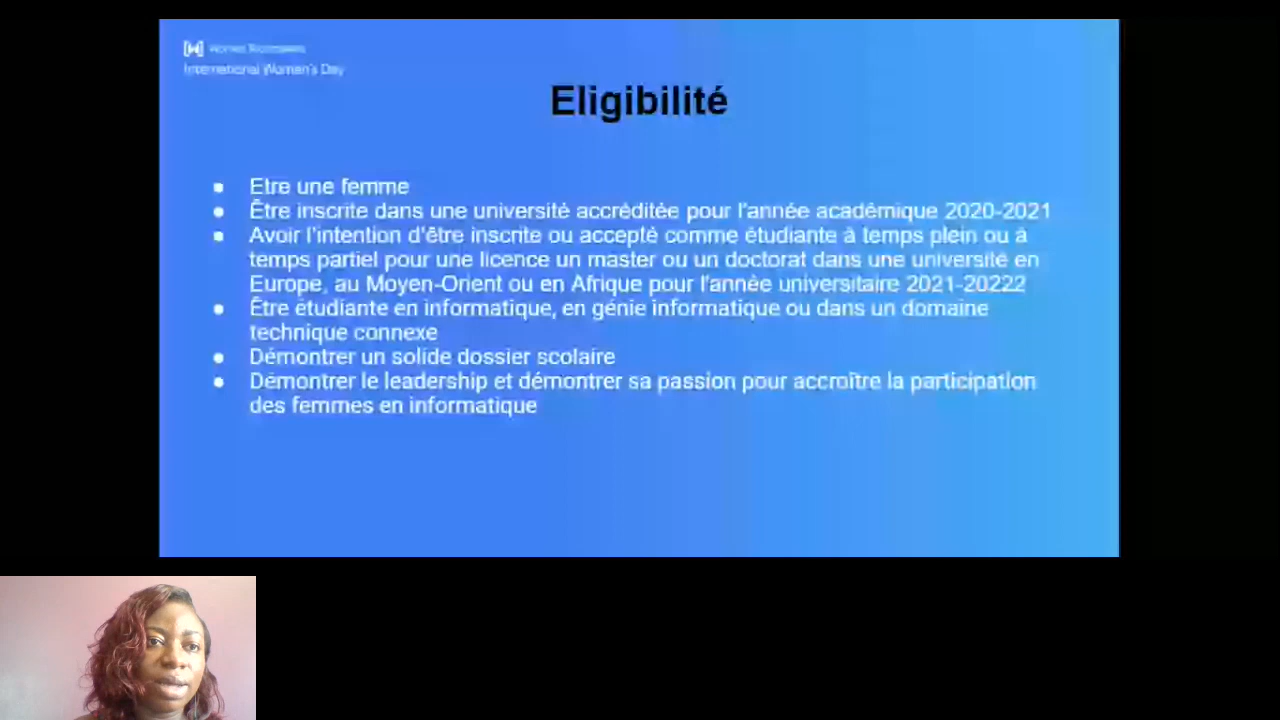 Women Techmakers
International Women's Day
Eligibilité
● Etre une femme
● Être inscrite dans une université accréditée pour l'année académique 2020-2021
● Avoir l'intention d'être inscrite ou accepté comme étudiante à temps plein ou à
temps partiel pour une licence un master ou un doctorat dans une université en
Europe, au Moyen-Orient ou en Afrique pour l'année universitaire 2021-20222
● Être étudiante en informatique, en génie informatique ou dans un domaine
technique connexe
● Démontrer un solide dossier scolaire
● Démontrer le leadership et démontrer sa passion pour accroître la participation
des femmes en informatique